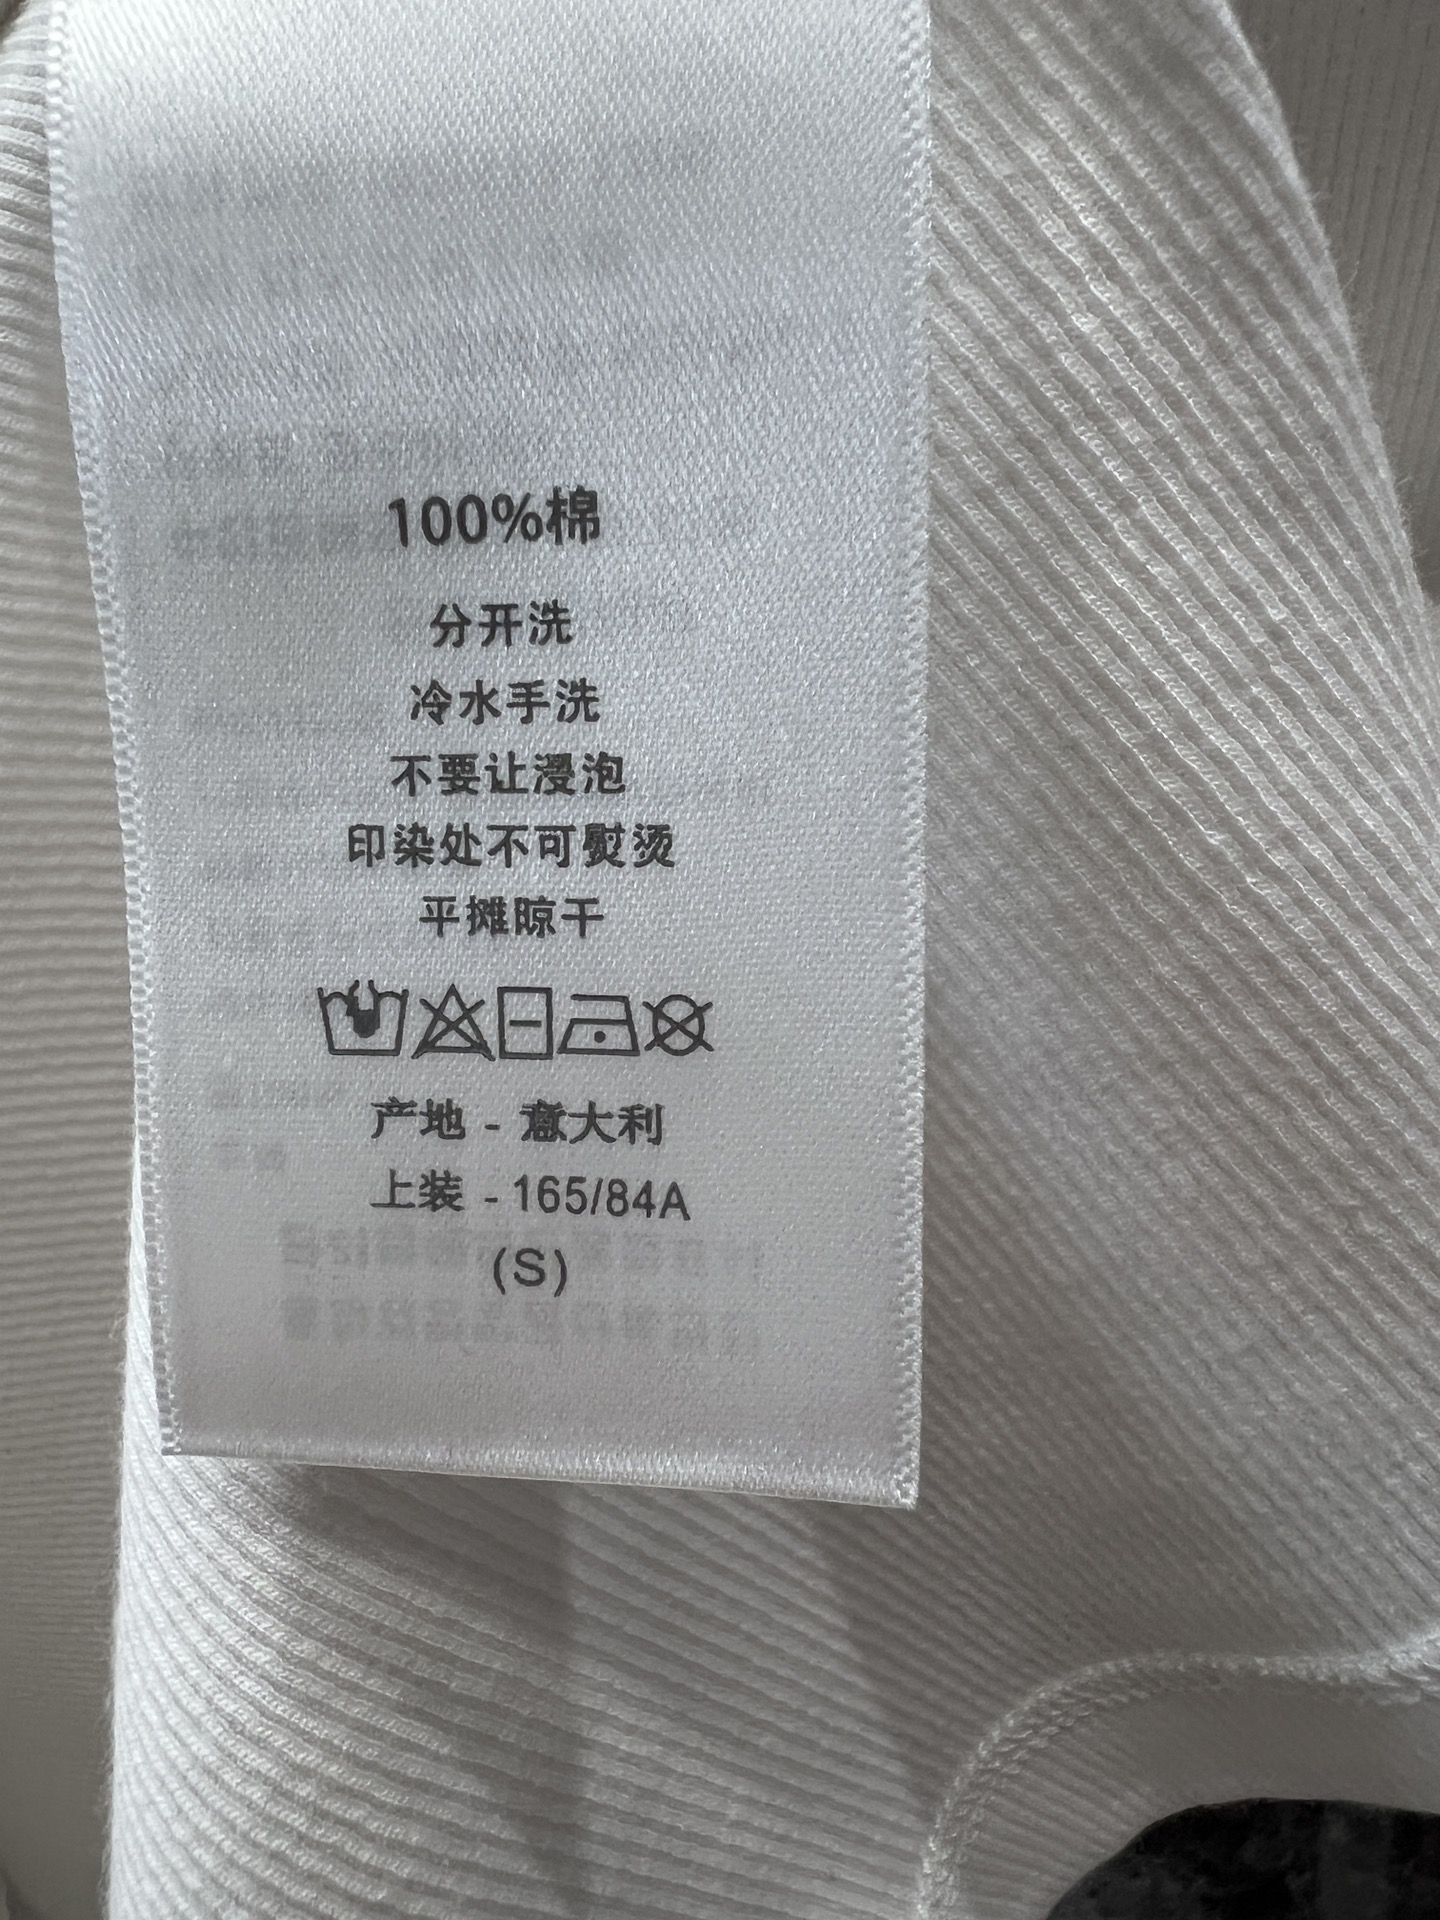 100%棉
分开洗
冷水手洗
不要让浸泡
印染处不可熨烫
平摊晾干
产地 - 意大利
上装 - 165/84A
(S)